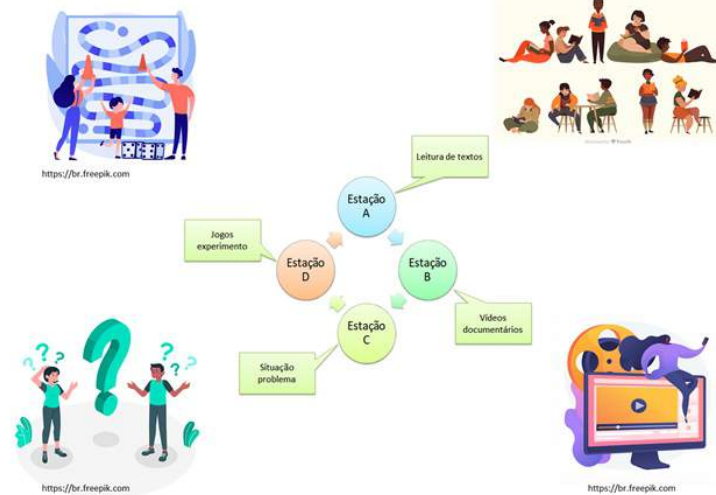 https://br.freepik.com
Leitura de textos
Estação
A
Jogos
experimento
Estação
D
Estação
B
Estação
C
Vídeos
documentários
Situação
problema
https://br.freepik.com
https://br.freepik.com